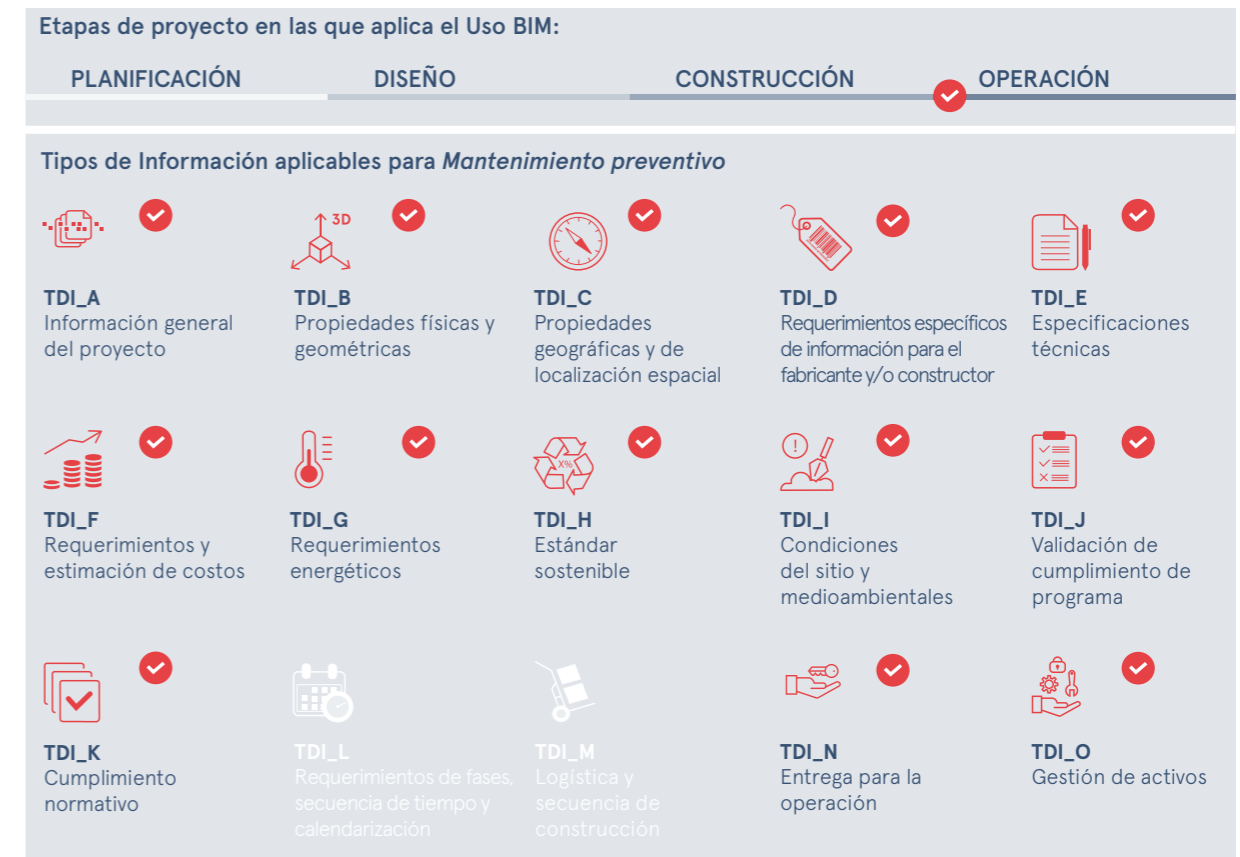 Etapas de proyecto en las que aplica el Uso BIM:
PLANIFICACIÓN
DISEÑO
CONSTRUCCIÓN
OPERACIÓN
Tipos de Información aplicables para Mantenimiento preventivo
3D
TDI_A
Información general
del proyecto
TDI_B
Propiedades físicas y
geométricas
TDI_C
Propiedades
geográficas y de
localización espacial
TDI_D
Requerimientos específicos
de información para el
fabricante y/o constructor
TDI_E
Especificaciones
técnicas
TDI_F
Requerimientos y
estimación de costos
TDI_G
Requerimientos
energéticos
X%
TDI_H
Estándar
sostenible
TDI_I
Condiciones
del sitio y
medioambientales
TDI_J
Validación de
cumplimiento de
programa
TDI_K
Cumplimiento
normativo
TDI_L
Requerimientos de fases,
secuencia de tiempo y
calendarización
TDI_M
Logística y
secuencia de
construcción
TDI_N
Entrega para la
operación
TDI_O
Gestión de activos